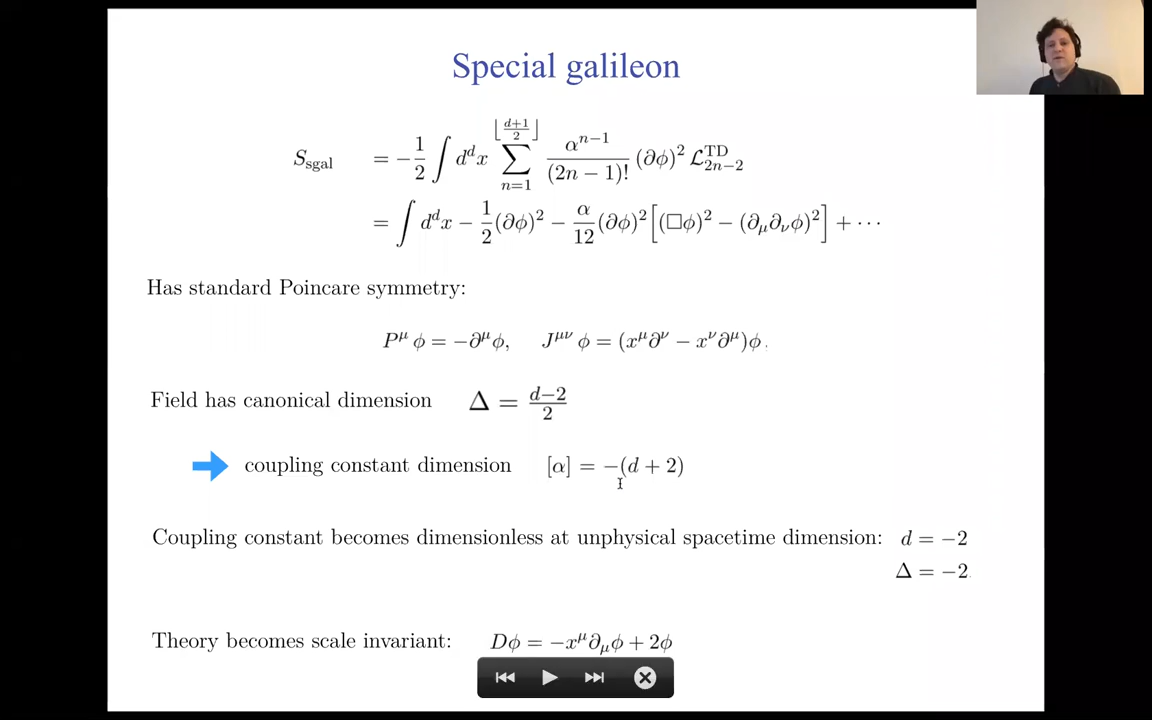 Special galileon
S_sgal = −1/2 ∫ d^d x ∑_{n=1}^{⌊(d+1)/2⌋} α^{n−1}/(2n − 1)! (∂ϕ)² ℒ^{TD}_{2n−2}
= ∫ d^d x − 1/2 (∂ϕ)² − α/12 (∂ϕ)² [(□ϕ)² − (∂_μ∂_νϕ)²] + ⋯
Has standard Poincare symmetry:
P^μ ϕ = −∂^μ ϕ, J^{μν} ϕ = (x^μ∂^ν − x^ν∂^μ)ϕ.
Field has canonical dimension Δ = (d−2)/2
coupling constant dimension [α] = −(d + 2)
Coupling constant becomes dimensionless at unphysical spacetime dimension: d = −2
Δ = −2.
Theory becomes scale invariant: Dϕ = −x^μ∂_μϕ + 2ϕ